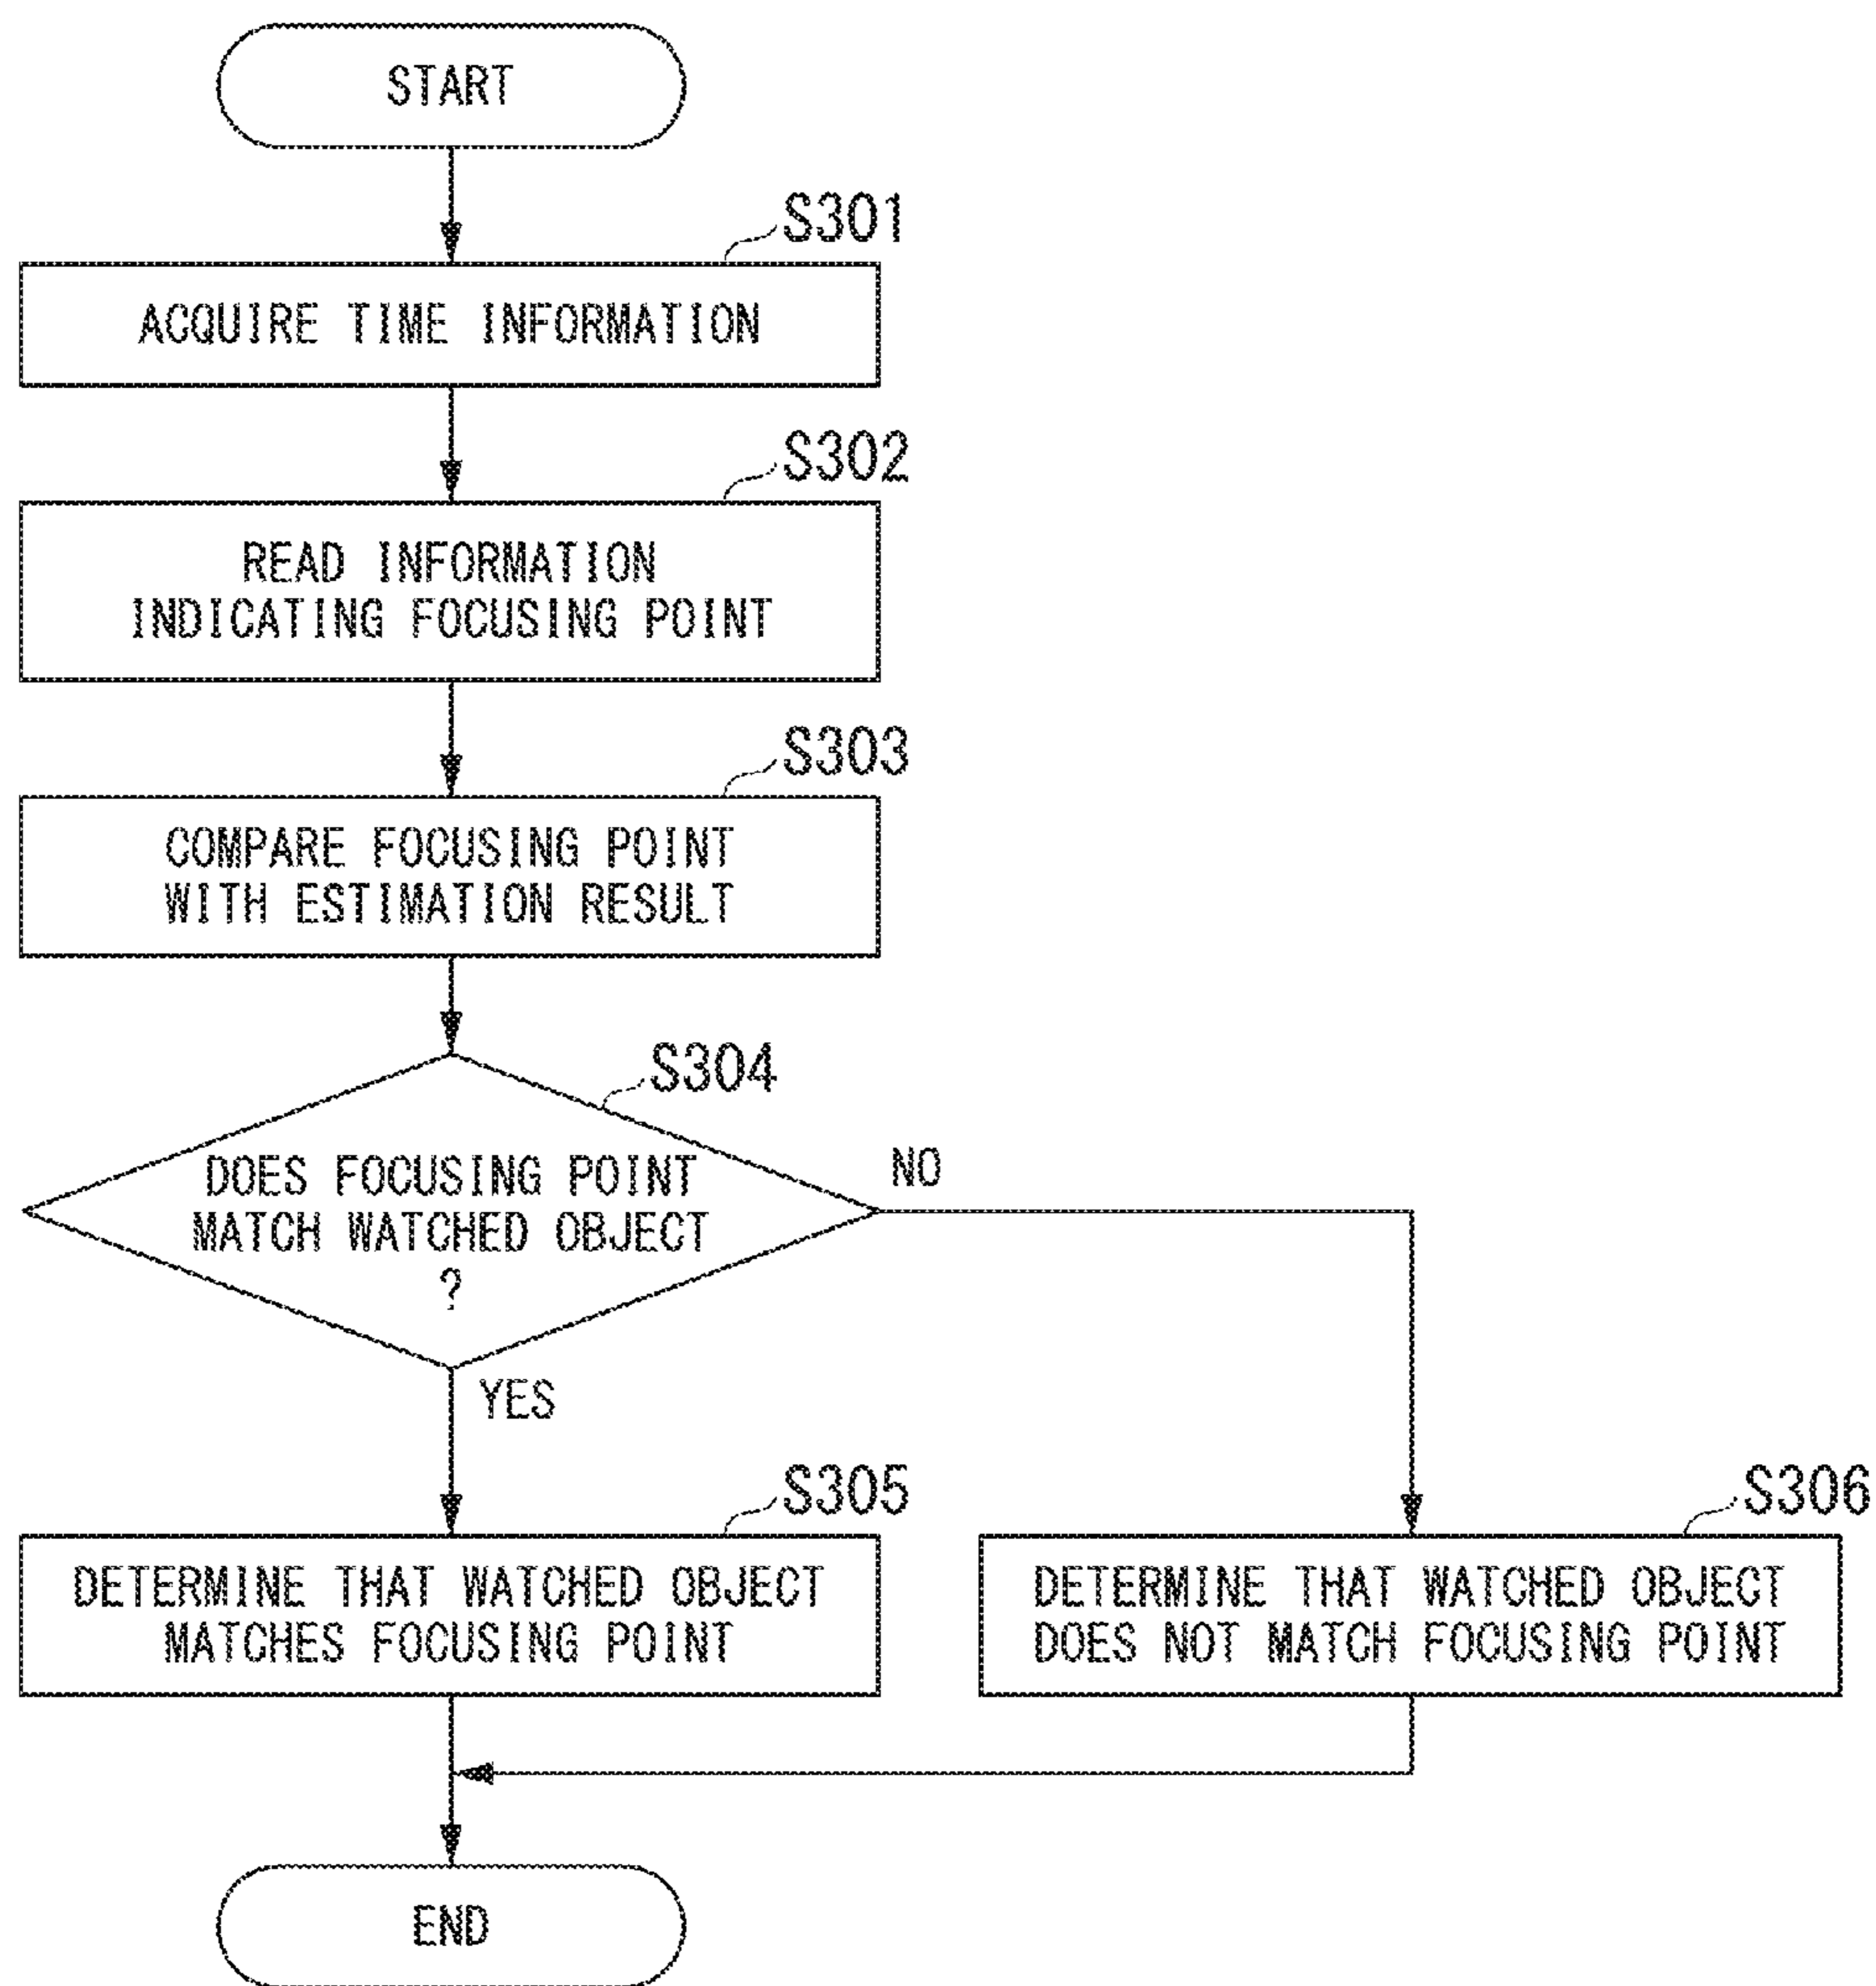 START
S301
ACQUIRE TIME INFORMATION
S302
READ INFORMATION
INDICATING FOCUSING POINT
S303
COMPARE FOCUSING POINT
WITH ESTIMATION RESULT
S304
DOES FOCUSING POINT
MATCH WATCHED OBJECT
?
NO
YES
S305
DETERMINE THAT WATCHED OBJECT
MATCHES FOCUSING POINT
S306
DETERMINE THAT WATCHED OBJECT
DOES NOT MATCH FOCUSING POINT
END